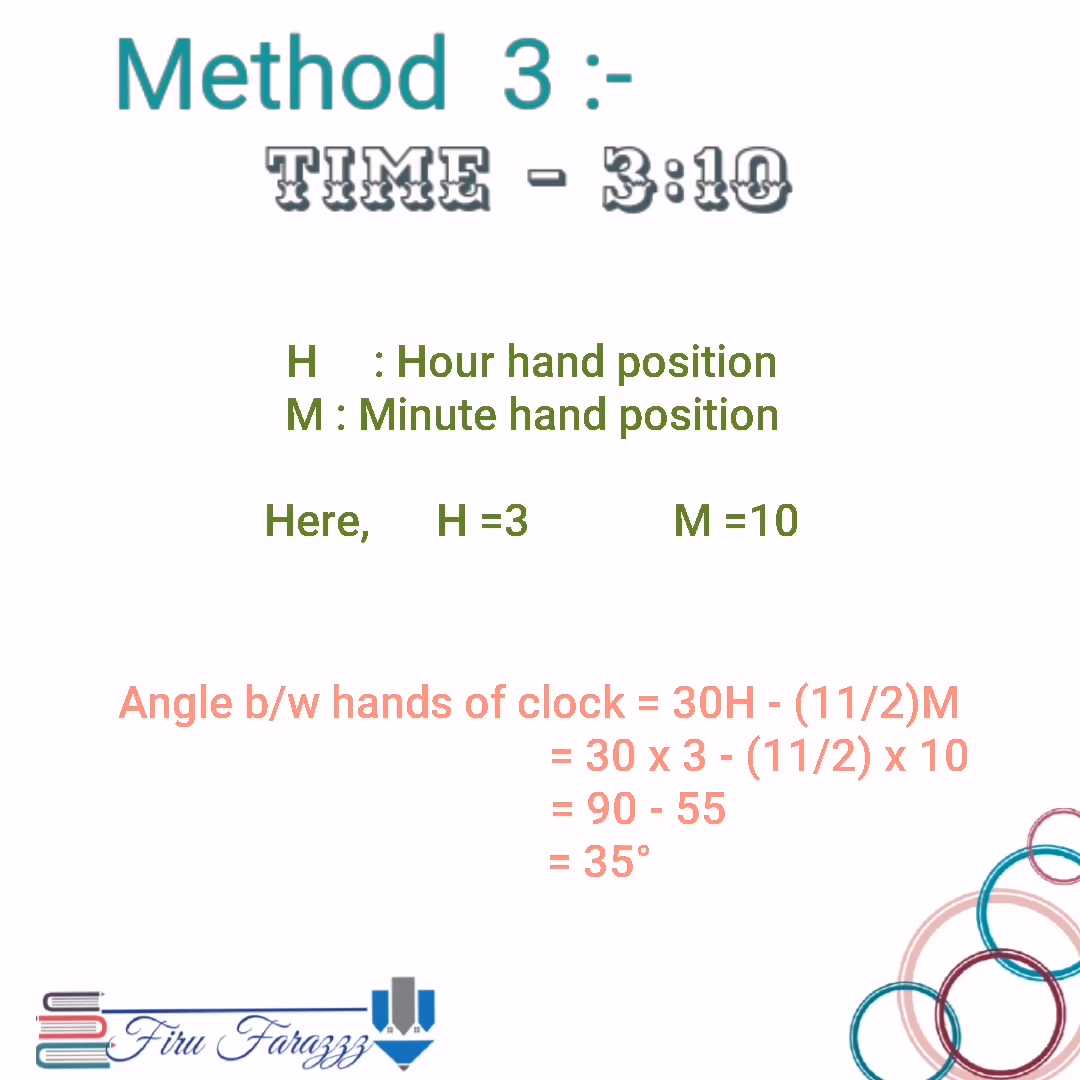 Method 3 :-
TIME - 3:10
H : Hour hand position
M : Minute hand position
Here, H =3 M =10
Angle b/w hands of clock = 30H - (11/2)M
= 30 x 3 - (11/2) x 10
= 90 - 55
= 35°
Firu Farazzz